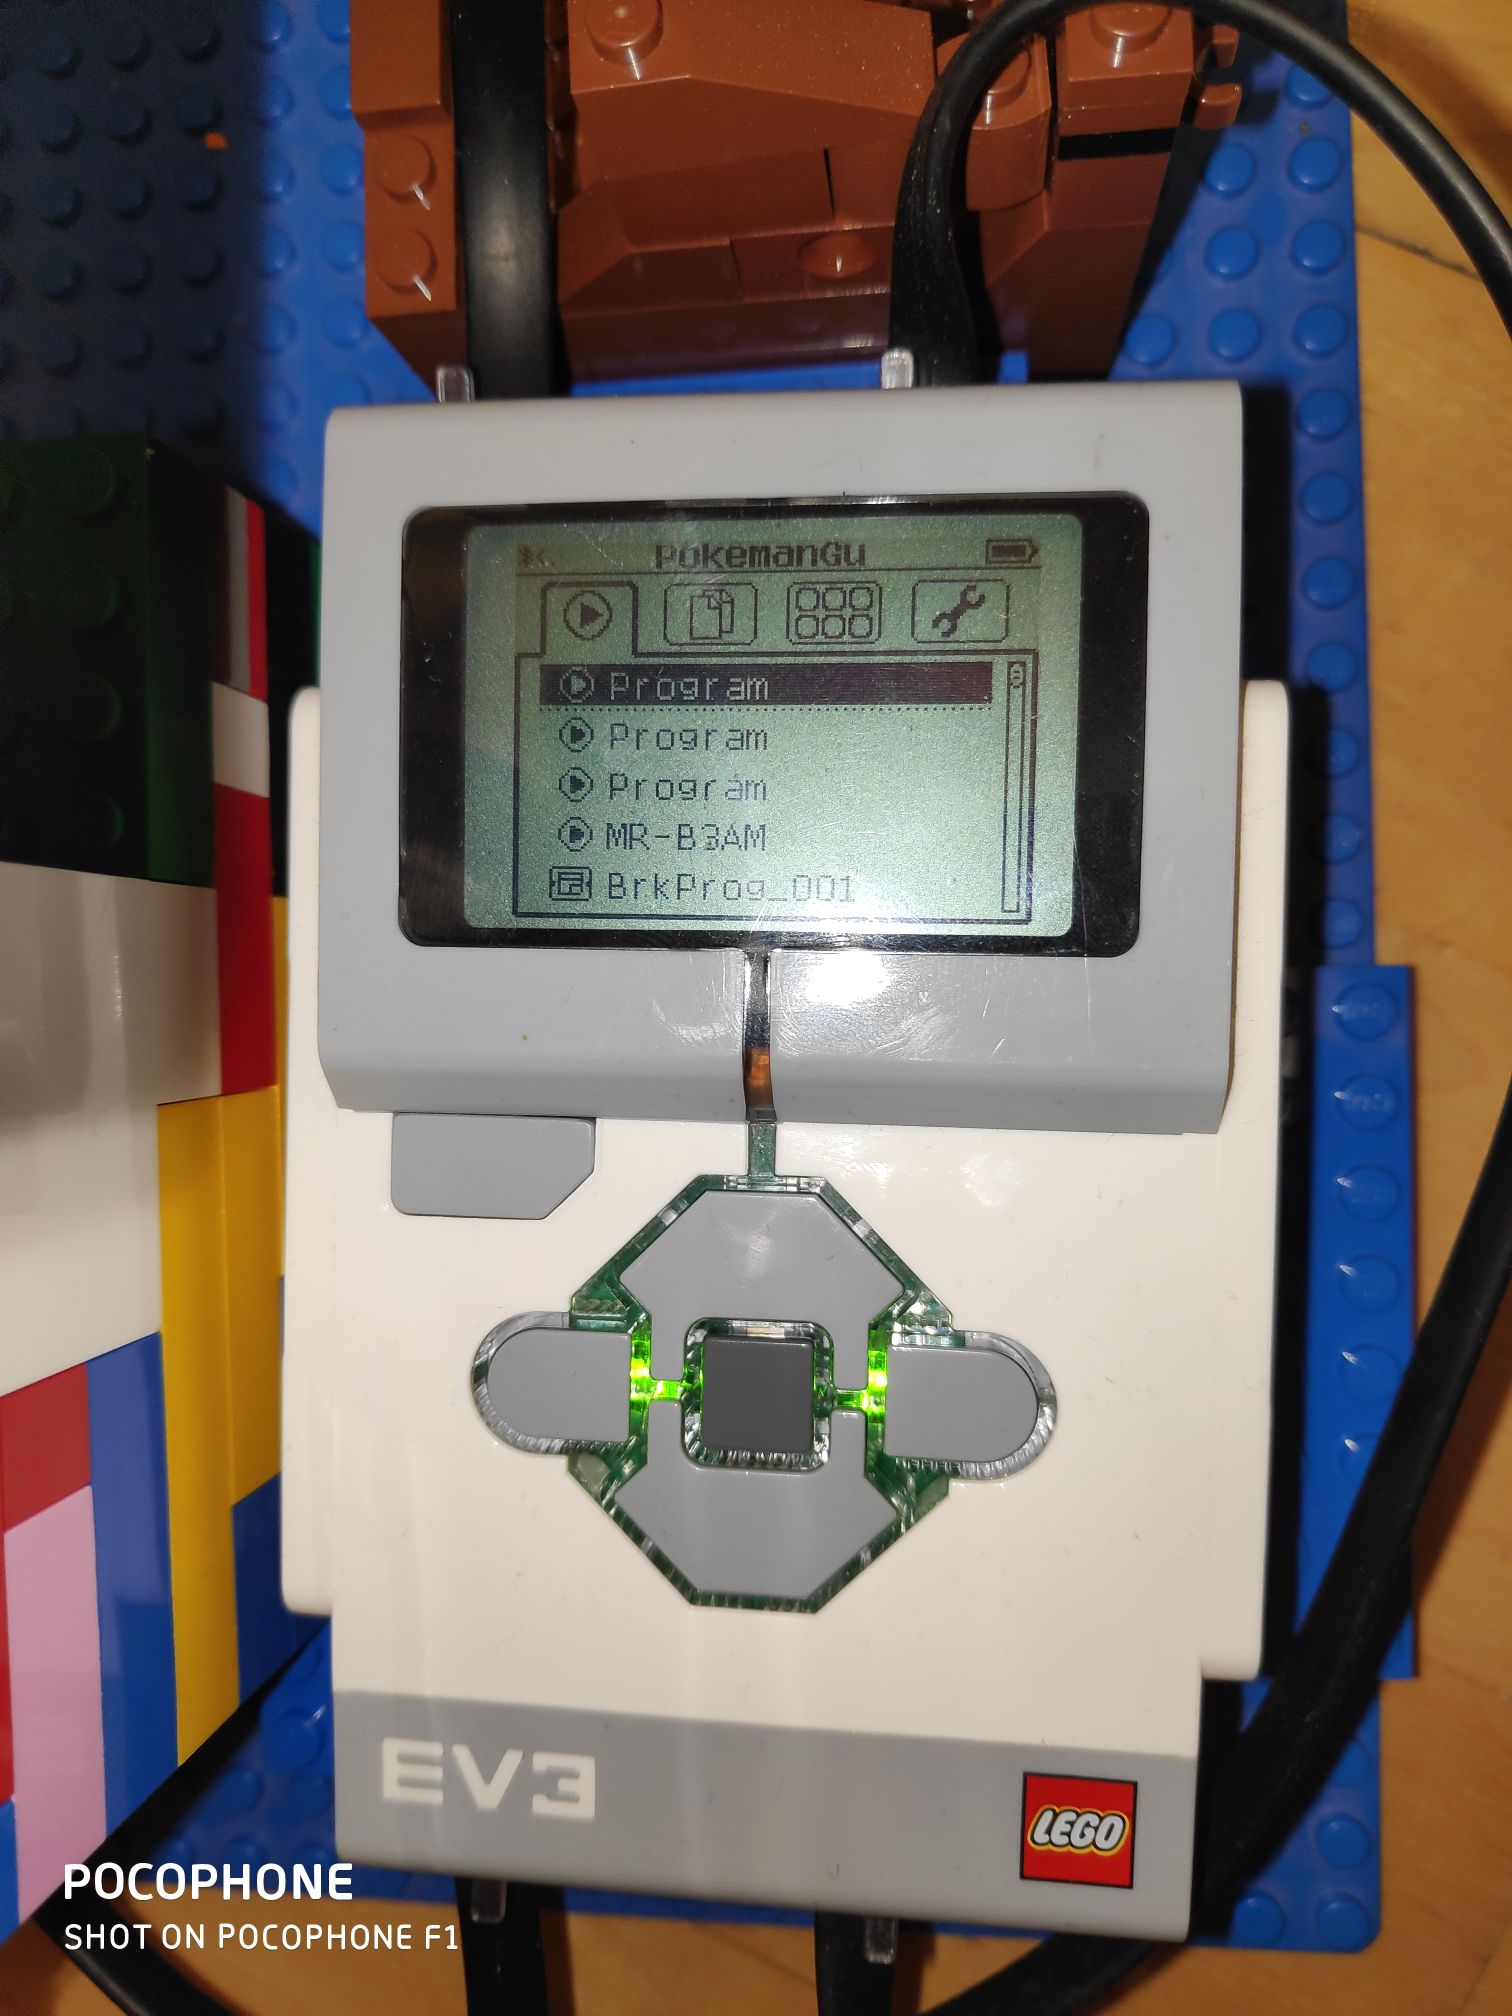 PokemanGu
Program
Program
Program
MR-B3AM
BrkProg_001
EV3
LEGO
POCOPHONE
SHOT ON POCOPHONE F1